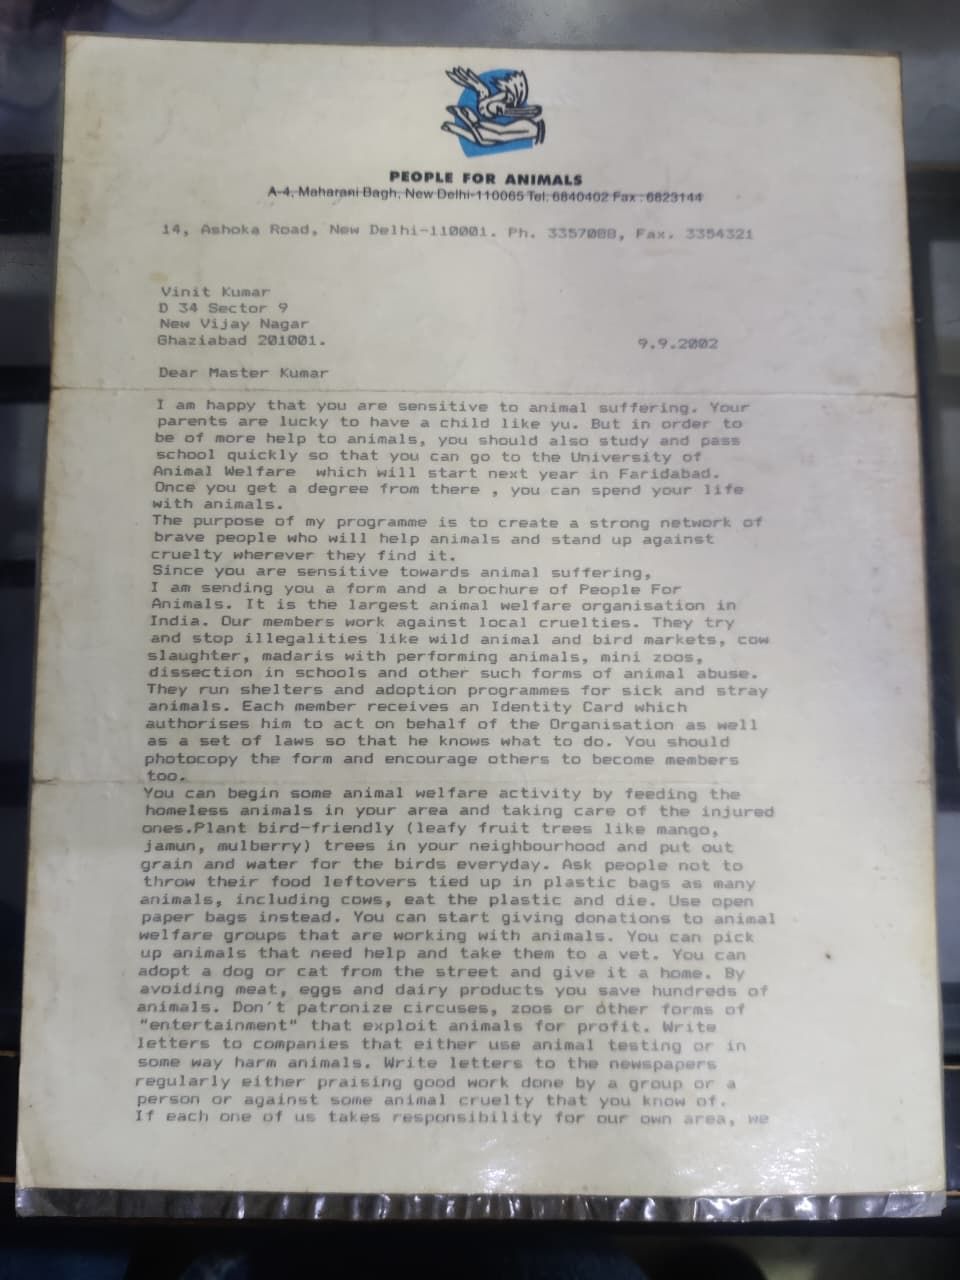 PEOPLE FOR ANIMALS
A-4, Maharani Bagh, New Delhi-110065 Tel: 6840402 Fax : 6823144
14, Ashoka Road, New Delhi-110001. Ph. 3357088, Fax. 3354321
Vinit Kumar
D 34 Sector 9
New Vijay Nagar
Ghaziabad 201001.
9.9.2002
Dear Master Kumar
I am happy that you are sensitive to animal suffering. Your
parents are lucky to have a child like yu. But in order to
be of more help to animals, you should also study and pass
school quickly so that you can go to the University of
Animal Welfare which will start next year in Faridabad.
Once you get a degree from there , you can spend your life
with animals.
The purpose of my programme is to create a strong network of
brave people who will help animals and stand up against
cruelty wherever they find it.
Since you are sensitive towards animal suffering,
I am sending you a form and a brochure of People For
Animals. It is the largest animal welfare organisation in
India. Our members work against local cruelties. They try
and stop illegalities like wild animal and bird markets, cow
slaughter, madaris with performing animals, mini zoos,
dissection in schools and other such forms of animal abuse.
They run shelters and adoption programmes for sick and stray
animals. Each member receives an Identity Card which
authorises him to act on behalf of the Organisation as well
as a set of laws so that he knows what to do. You should
photocopy the form and encourage others to become members
too.
You can begin some animal welfare activity by feeding the
homeless animals in your area and taking care of the injured
ones.Plant bird-friendly (leafy fruit trees like mango,
jamun, mulberry) trees in your neighbourhood and put out
grain and water for the birds everyday. Ask people not to
throw their food leftovers tied up in plastic bags as many
animals, including cows, eat the plastic and die. Use open
paper bags instead. You can start giving donations to animal
welfare groups that are working with animals. You can pick
up animals that need help and take them to a vet. You can
adopt a dog or cat from the street and give it a home. By
avoiding meat, eggs and dairy products you save hundreds of
animals. Don't patronize circuses, zoos or other forms of
"entertainment" that exploit animals for profit. Write
letters to companies that either use animal testing or in
some way harm animals. Write letters to the newspapers
regularly either praising good work done by a group or a
person or against some animal cruelty that you know of.
If each one of us takes responsibility for our own area, we